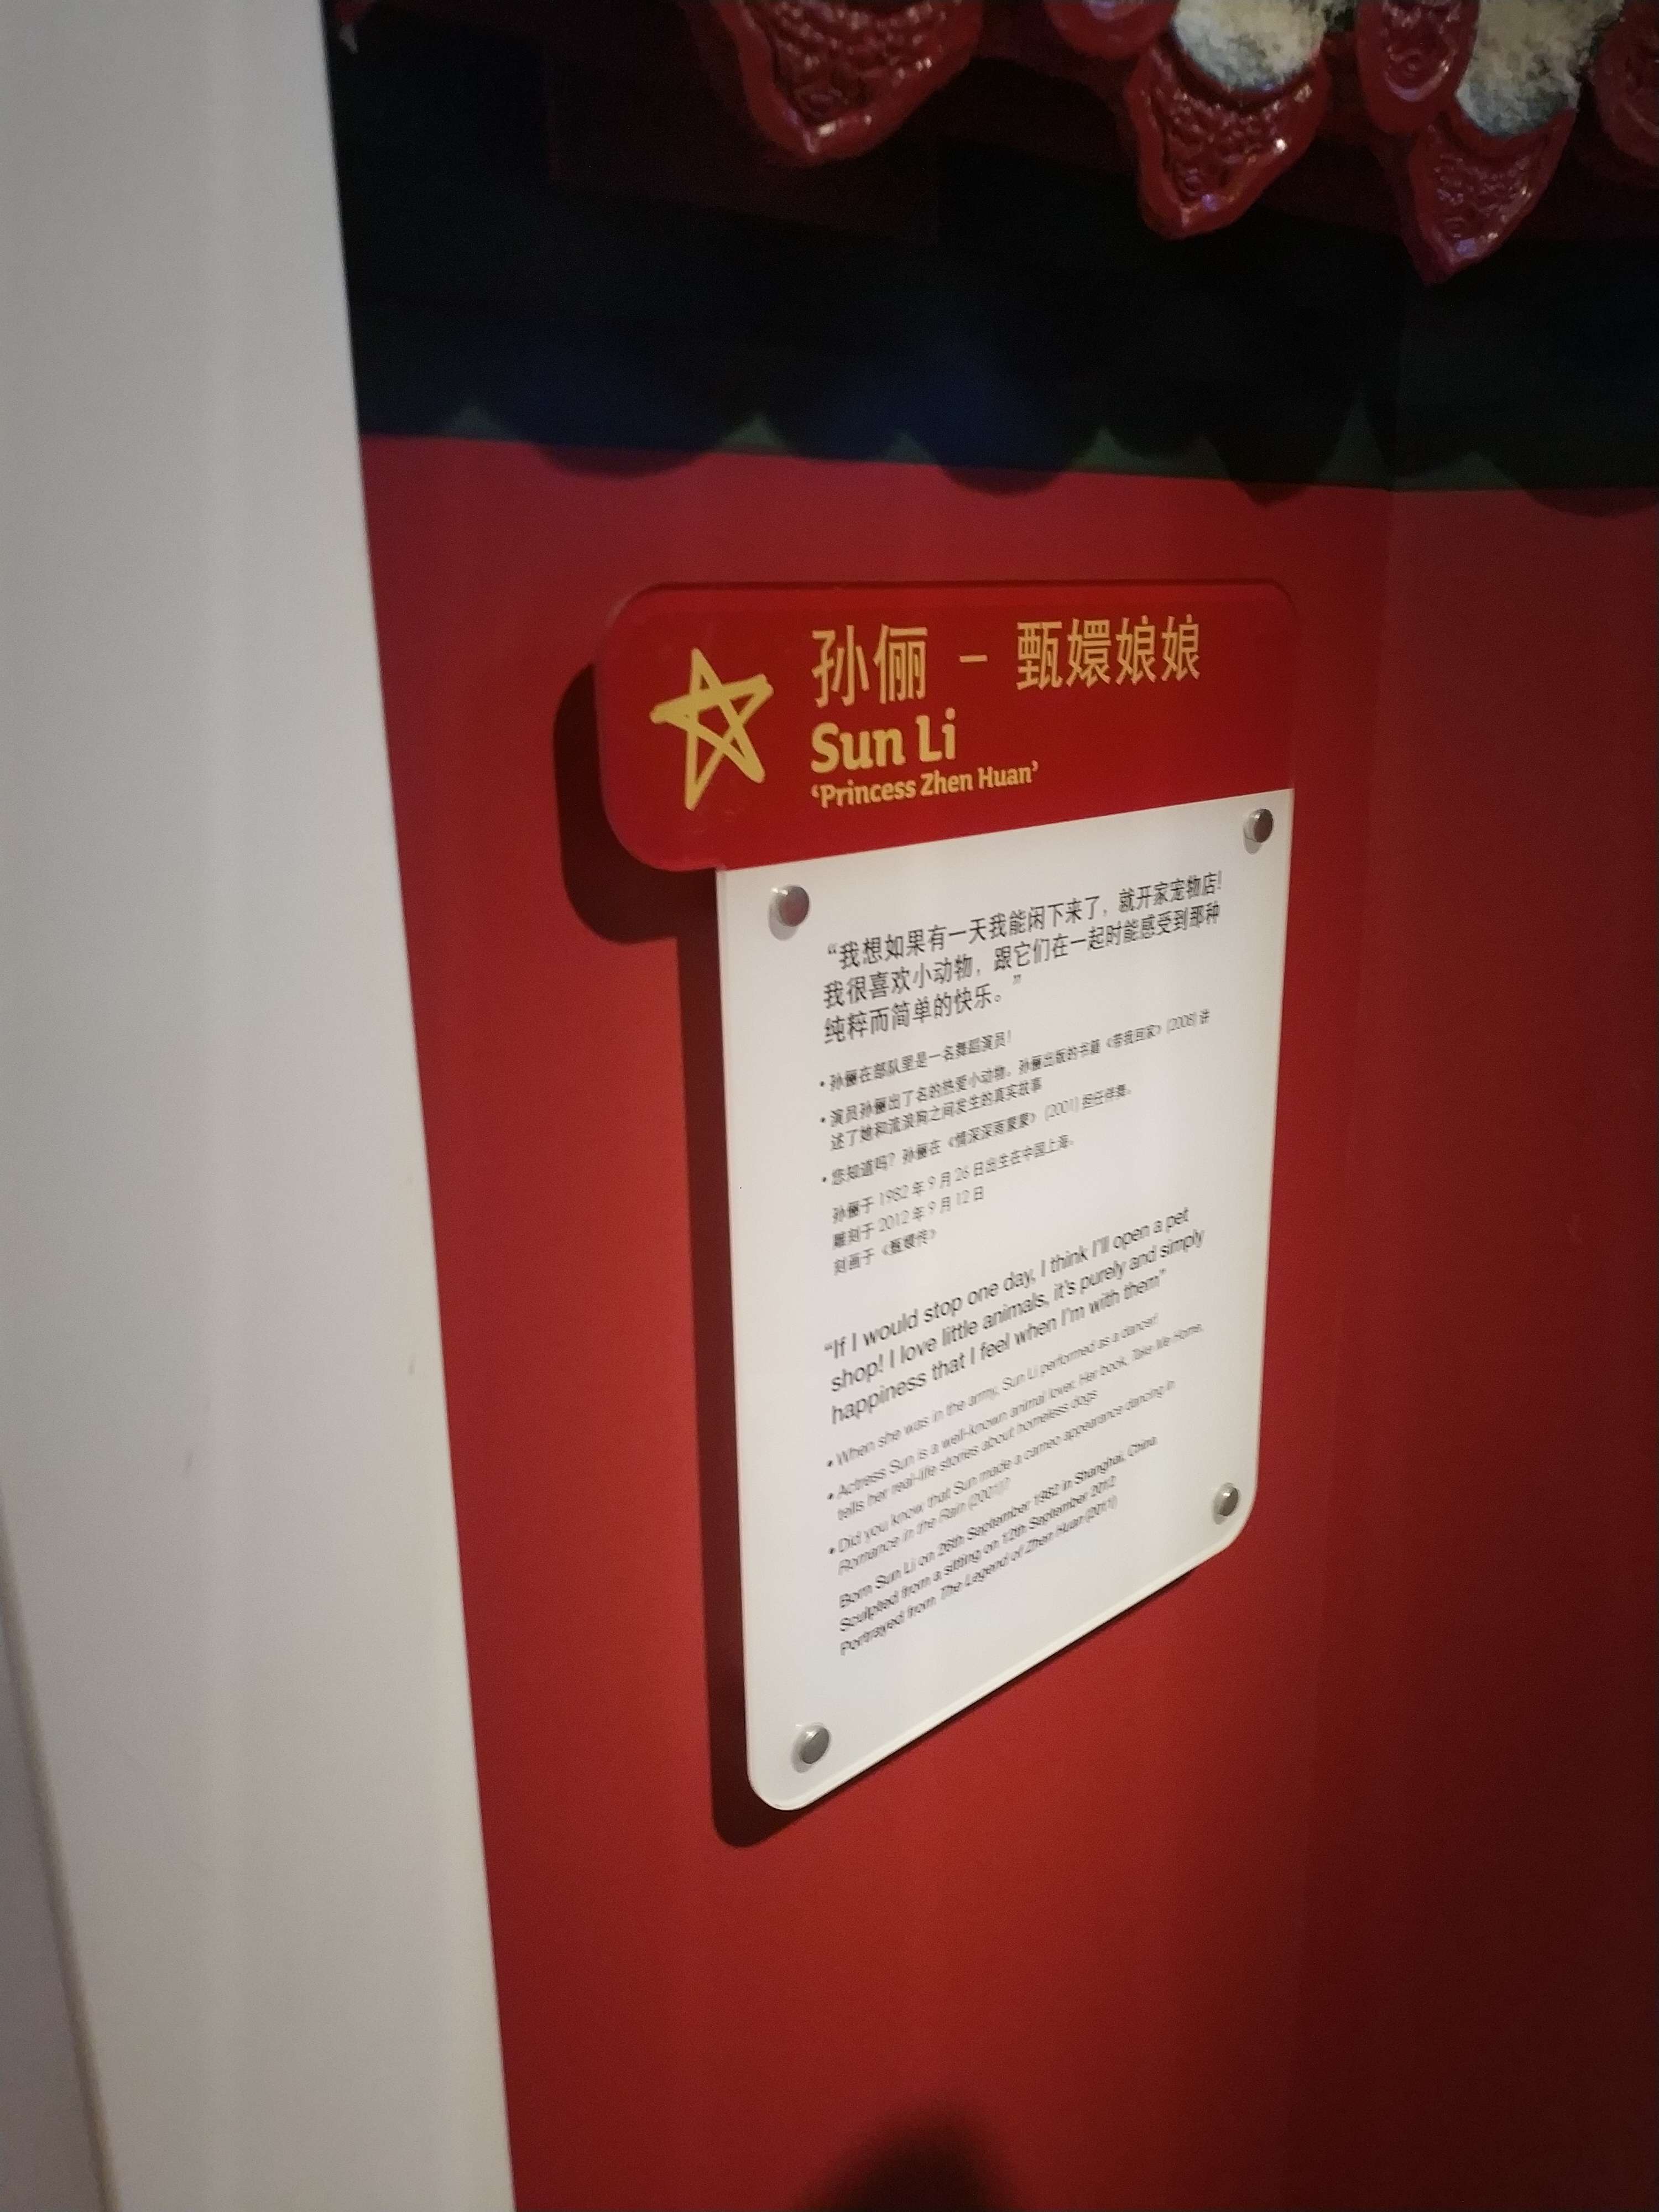 孙俪 – 甄嬛娘娘
Sun Li
‘Princess Zhen Huan’
“我想如果有一天我能闲下来了，就开家宠物店！
我很喜欢小动物，跟它们在一起时能感受到那种
纯粹而简单的快乐。”
• 孙俪在部队里是一名舞蹈演员！
• 演员孙俪出了名的热爱小动物。孙俪出版的书籍《带我回家》(2008) 讲
述了她和流浪狗之间发生的真实故事
• 您知道吗？孙俪在《情深深雨蒙蒙》 (2001) 担任伴舞。
孙俪于 1982 年 9 月 26 日出生在中国上海。
雕刻于 2012 年 9 月 12 日
刻画于《甄嬛传》
“If I would stop one day, I think I’ll open a pet
shop! I love little animals, it’s purely and simply
happiness that I feel when I’m with them”
• When she was in the army, Sun Li performed as a dancer!
• Actress Sun is a well-known animal lover. Her book, Take Me Home,
tells her real-life stories about homeless dogs
• Did you know that Sun made a cameo appearance dancing in
Romance in the Rain (2001)?
Born Sun Li on 26th September 1982 in Shanghai, China
Sculpted from a sitting on 12th September 2012
Portrayed from The Legend of Zhen Huan (2011)